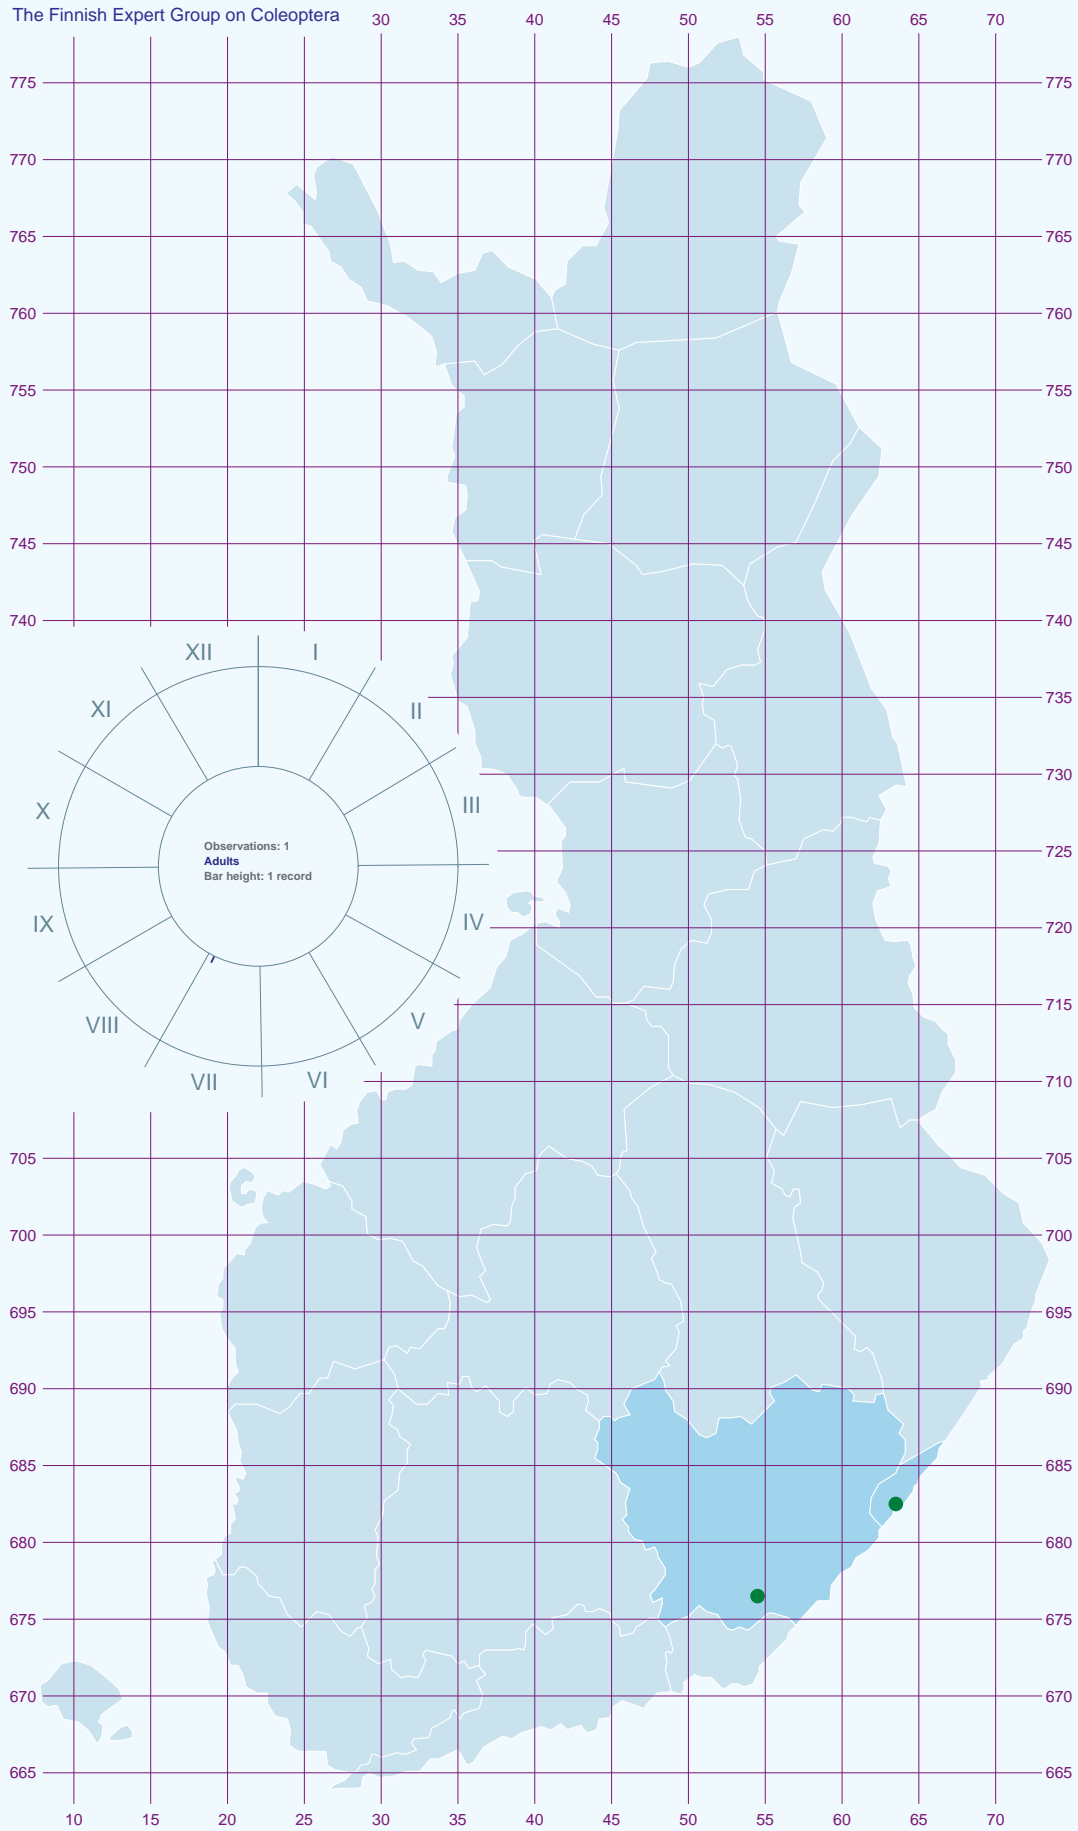 The Finnish Expert Group on Coleoptera
30 35 40 45 50 55 60 65 70
775 775
770 770
765 765
760 760
755 755
750 750
745 745
740 740
XII I
XI II
735
730
X III
725
Observations: 1
Adults
Bar height: 1 record
IX IV
720
715
VIII V
VII VI
710
705 705
700 700
695 695
690 690
685 685
680 680
675 675
670 670
665 665
10 15 20 25 30 35 40 45 50 55 60 65 70